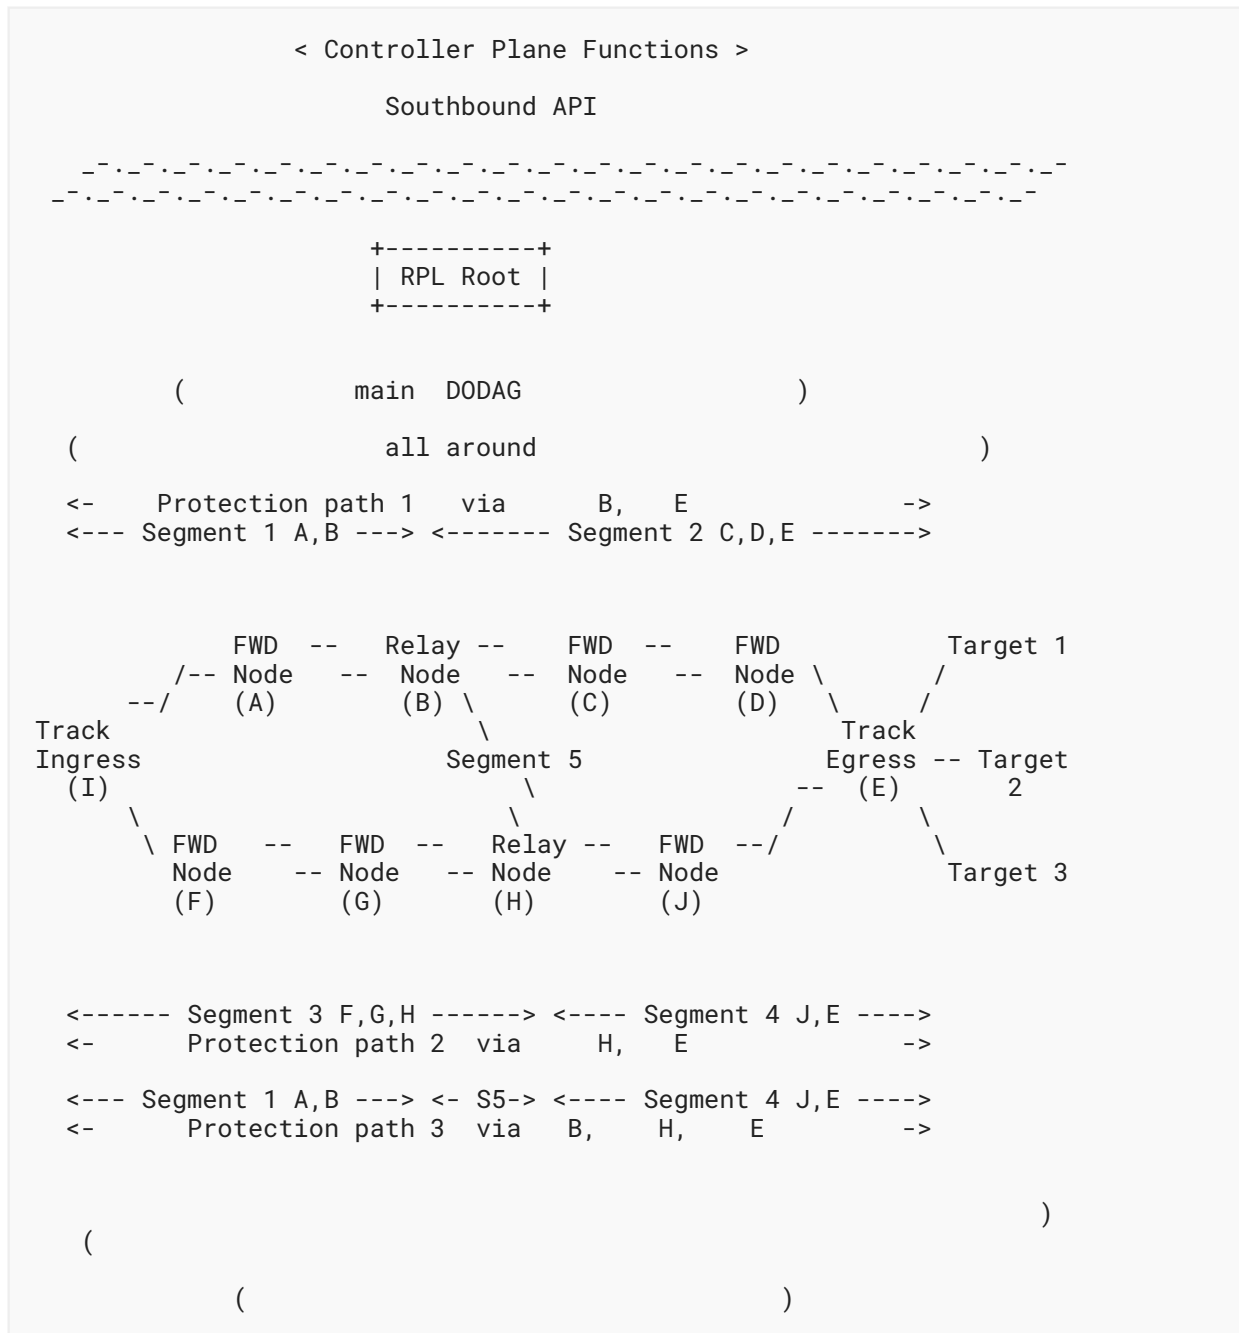 < Controller Plane Functions >
Southbound API
_-._-._-._-._-._-._-._-._-._-._-._-._-._-._-._-._-._-._-._-._-._-
_-._-._-._-._-._-._-._-._-._-._-._-._-._-._-._-._-._-._-._-._-._-
+----------+
| RPL Root |
+----------+
( main DODAG )
( all around )
<- Protection path 1 via B, E ->
<--- Segment 1 A,B ---> <------- Segment 2 C,D,E ------->
FWD -- Relay -- FWD -- FWD Target 1
/-- Node -- Node -- Node -- Node \ /
--/ (A) (B) \ (C) (D) \ /
Track \ Track
Ingress Segment 5 Egress -- Target
(I) \ -- (E) 2
\ \ / \
\ FWD -- FWD -- Relay -- FWD --/ \
Node -- Node -- Node -- Node Target 3
(F) (G) (H) (J)
<------ Segment 3 F,G,H ------> <---- Segment 4 J,E ---->
<- Protection path 2 via H, E ->
<--- Segment 1 A,B ---> <- S5-> <---- Segment 4 J,E ---->
<- Protection path 3 via B, H, E ->
)
(
( )